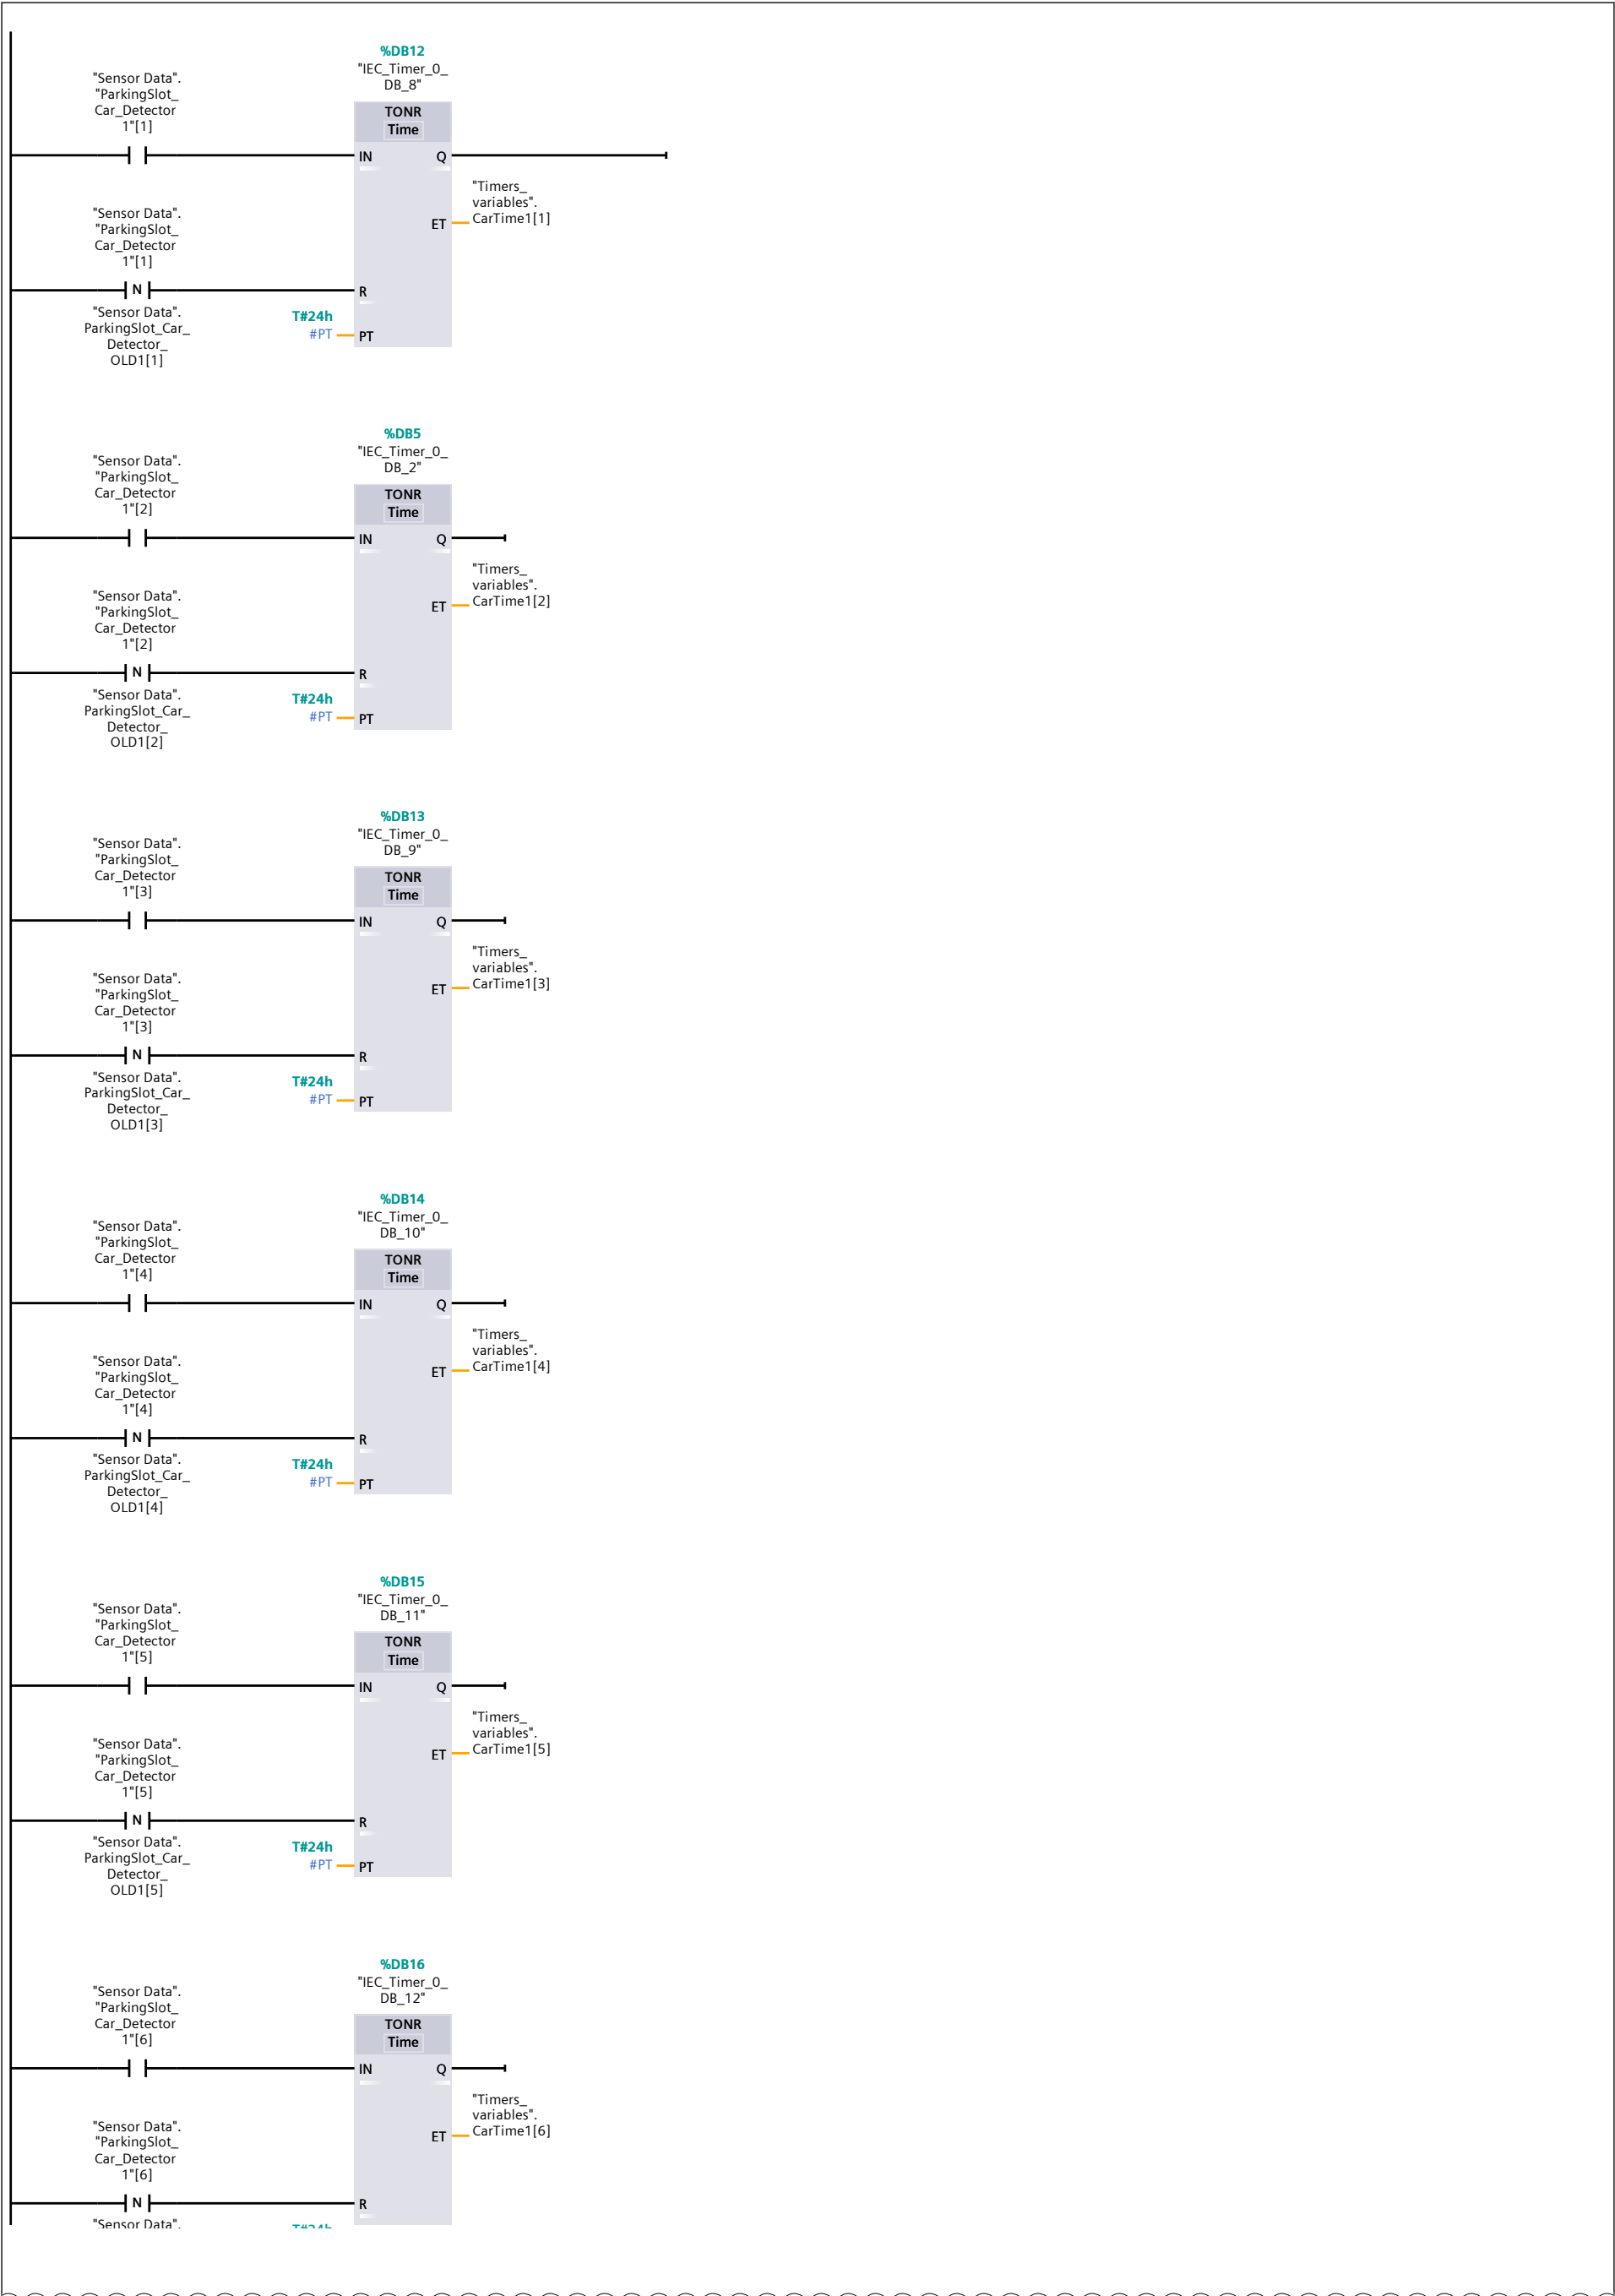 %DB12
"IEC_Timer_0_
DB_8"
"Sensor Data".
"ParkingSlot_
Car_Detector
1"[1]
TONR
Time
IN
Q
"Timers_
variables".
CarTime1[1]
ET
"Sensor Data".
"ParkingSlot_
Car_Detector
1"[1]
N
R
"Sensor Data".
ParkingSlot_Car_
Detector_
OLD1[1]
T#24h
#PT
PT
%DB5
"IEC_Timer_0_
DB_2"
"Sensor Data".
"ParkingSlot_
Car_Detector
1"[2]
TONR
Time
IN
Q
"Timers_
variables".
CarTime1[2]
ET
"Sensor Data".
"ParkingSlot_
Car_Detector
1"[2]
N
R
"Sensor Data".
ParkingSlot_Car_
Detector_
OLD1[2]
T#24h
#PT
PT
%DB13
"IEC_Timer_0_
DB_9"
"Sensor Data".
"ParkingSlot_
Car_Detector
1"[3]
TONR
Time
IN
Q
"Timers_
variables".
CarTime1[3]
ET
"Sensor Data".
"ParkingSlot_
Car_Detector
1"[3]
N
R
"Sensor Data".
ParkingSlot_Car_
Detector_
OLD1[3]
T#24h
#PT
PT
%DB14
"IEC_Timer_0_
DB_10"
"Sensor Data".
"ParkingSlot_
Car_Detector
1"[4]
TONR
Time
IN
Q
"Timers_
variables".
CarTime1[4]
ET
"Sensor Data".
"ParkingSlot_
Car_Detector
1"[4]
N
R
"Sensor Data".
ParkingSlot_Car_
Detector_
OLD1[4]
T#24h
#PT
PT
%DB15
"IEC_Timer_0_
DB_11"
"Sensor Data".
"ParkingSlot_
Car_Detector
1"[5]
TONR
Time
IN
Q
"Timers_
variables".
CarTime1[5]
ET
"Sensor Data".
"ParkingSlot_
Car_Detector
1"[5]
N
R
"Sensor Data".
ParkingSlot_Car_
Detector_
OLD1[5]
T#24h
#PT
PT
%DB16
"IEC_Timer_0_
DB_12"
"Sensor Data".
"ParkingSlot_
Car_Detector
1"[6]
TONR
Time
IN
Q
"Timers_
variables".
CarTime1[6]
ET
"Sensor Data".
"ParkingSlot_
Car_Detector
1"[6]
N
R
"Sensor Data".